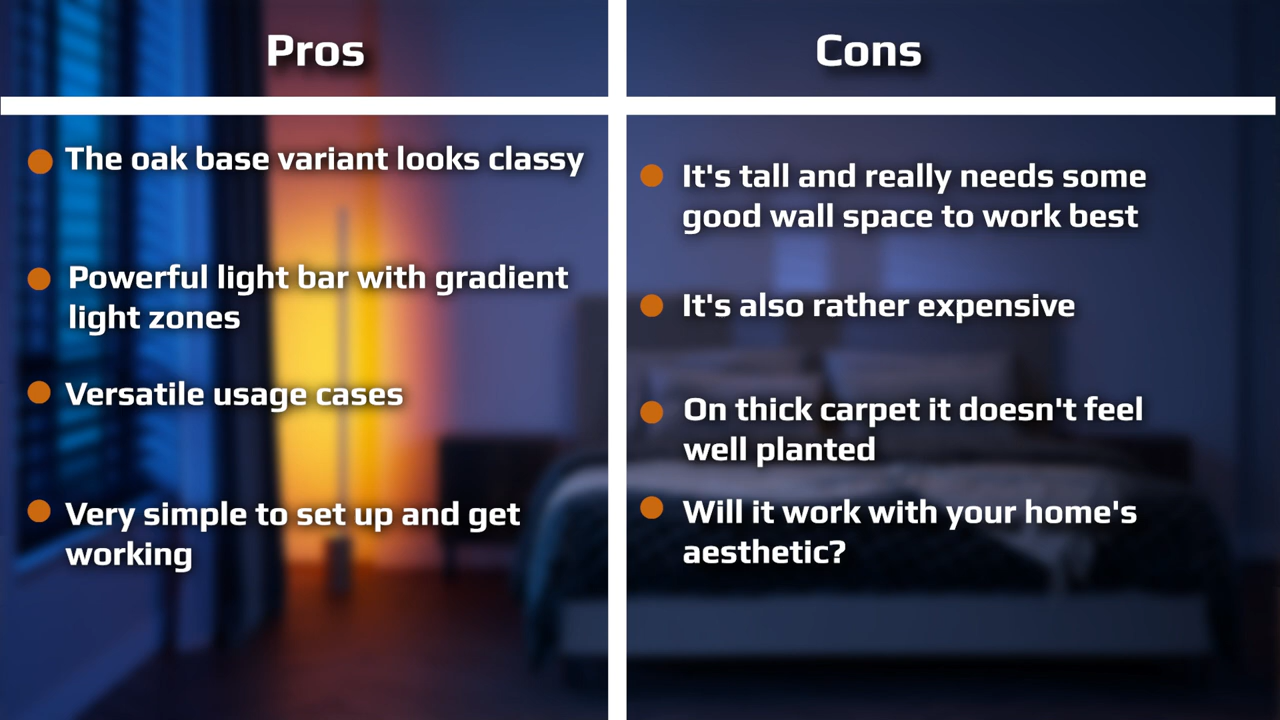 Pros
The oak base variant looks classy
Powerful light bar with gradient
light zones
Versatile usage cases
Very simple to set up and get
working
Cons
It's tall and really needs some
good wall space to work best
It's also rather expensive
On thick carpet it doesn't feel
well planted
Will it work with your home's
aesthetic?